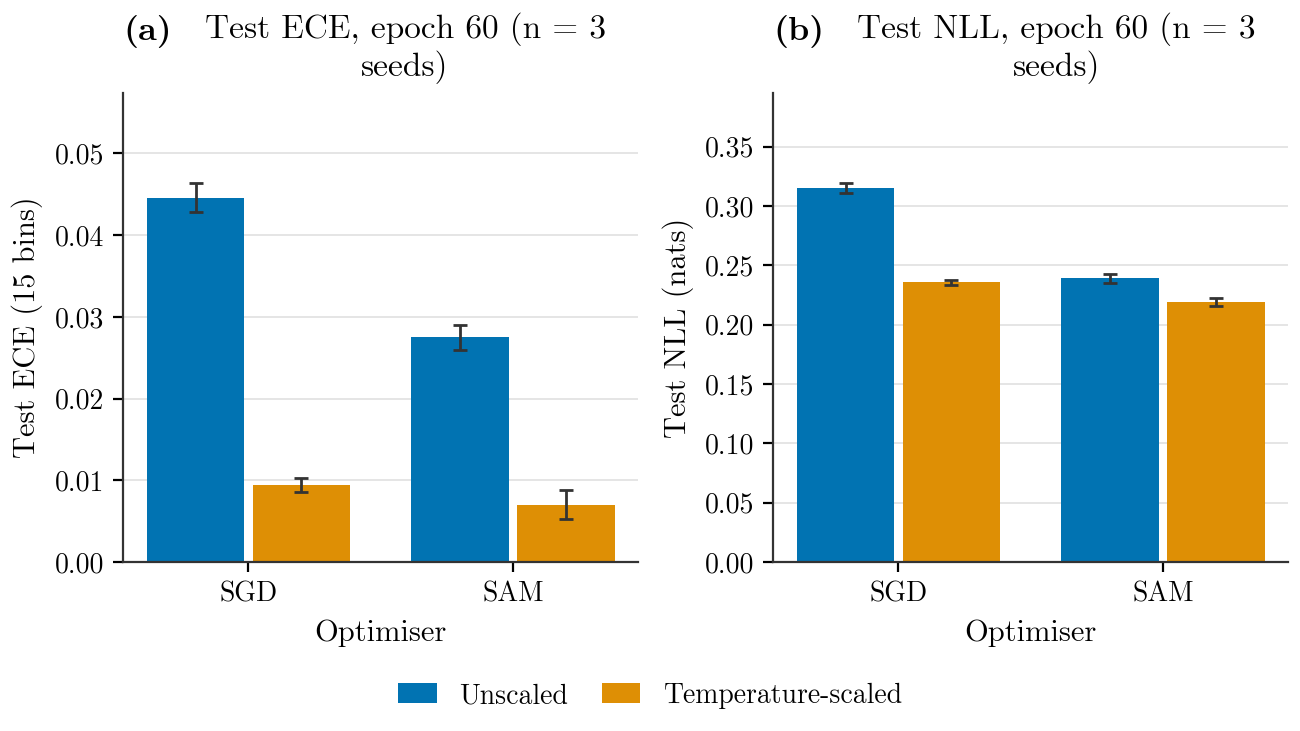 (a) Test ECE, epoch 60 (n = 3
seeds)
Test ECE (15 bins)
0.05
0.04
0.03
0.02
0.01
0.00
SGD
SAM
Optimiser
(b) Test NLL, epoch 60 (n = 3
seeds)
Test NLL (nats)
0.35
0.30
0.25
0.20
0.15
0.10
0.05
0.00
SGD
SAM
Optimiser
Unscaled
Temperature-scaled